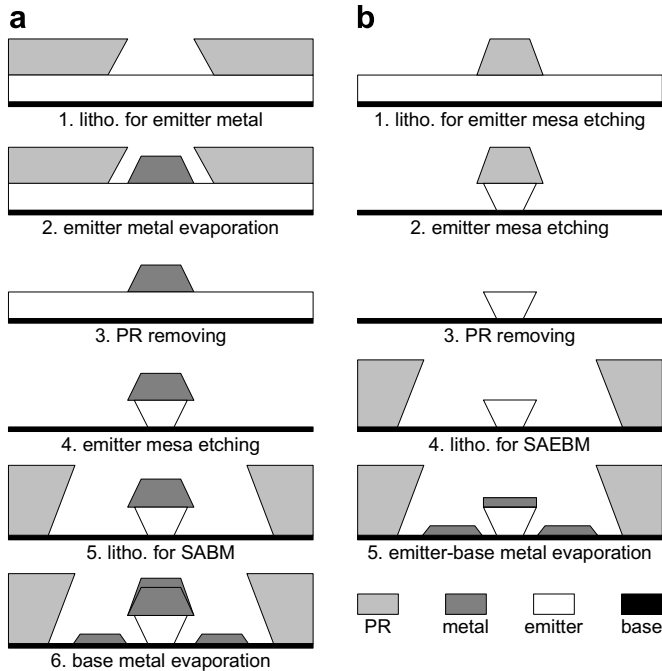 a
1. litho. for emitter metal
2. emitter metal evaporation
3. PR removing
4. emitter mesa etching
5. litho. for SABM
6. base metal evaporation
b
1. litho. for emitter mesa etching
2. emitter mesa etching
3. PR removing
4. litho. for SAEBM
5. emitter-base metal evaporation
PR
metal
emitter
base